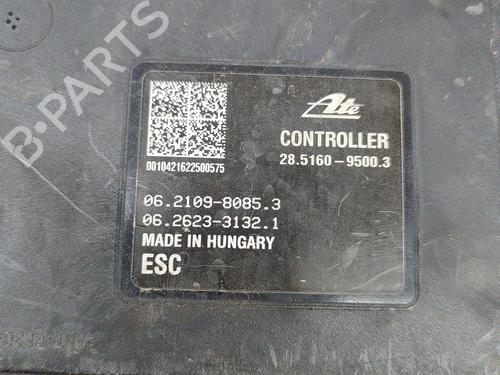 B-PARTS
Ate
CONTROLLER
28.5160-9500.3
0010421622500575
06.2109-8085.3
06.2623-3132.1
MADE IN HUNGARY
ESC